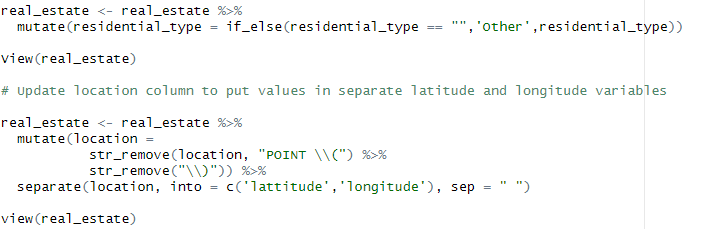 real_estate <- real_estate %>%
  mutate(residential_type = if_else(residential_type == "",'Other',residential_type))
View(real_estate)
# Update location column to put values in separate latitude and longitude variables
real_estate <- real_estate %>%
  mutate(location =
           str_remove(location, "POINT \\(") %>%
           str_remove("\\)")) %>%
  separate(location, into = c('lattitude','longitude'), sep = " ")
view(real_estate)